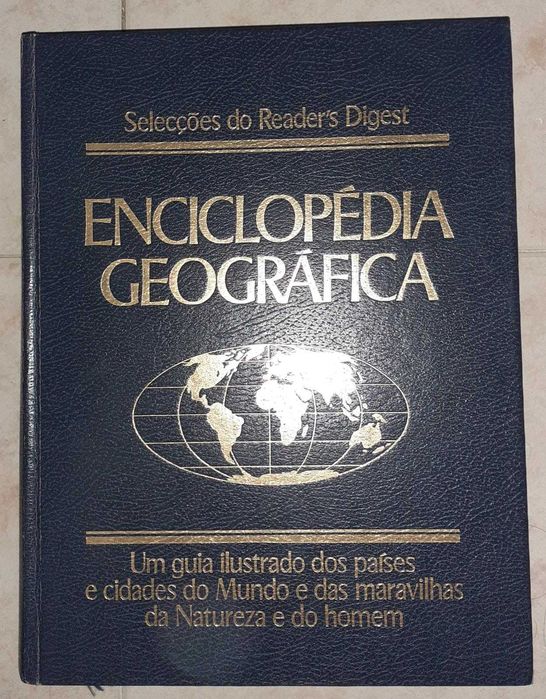 Selecções do Reader's Digest
ENCICLOPÉDIA
GEOGRÁFICA
Um guia ilustrado dos países
e cidades do Mundo e das maravilhas
da Natureza e do homem